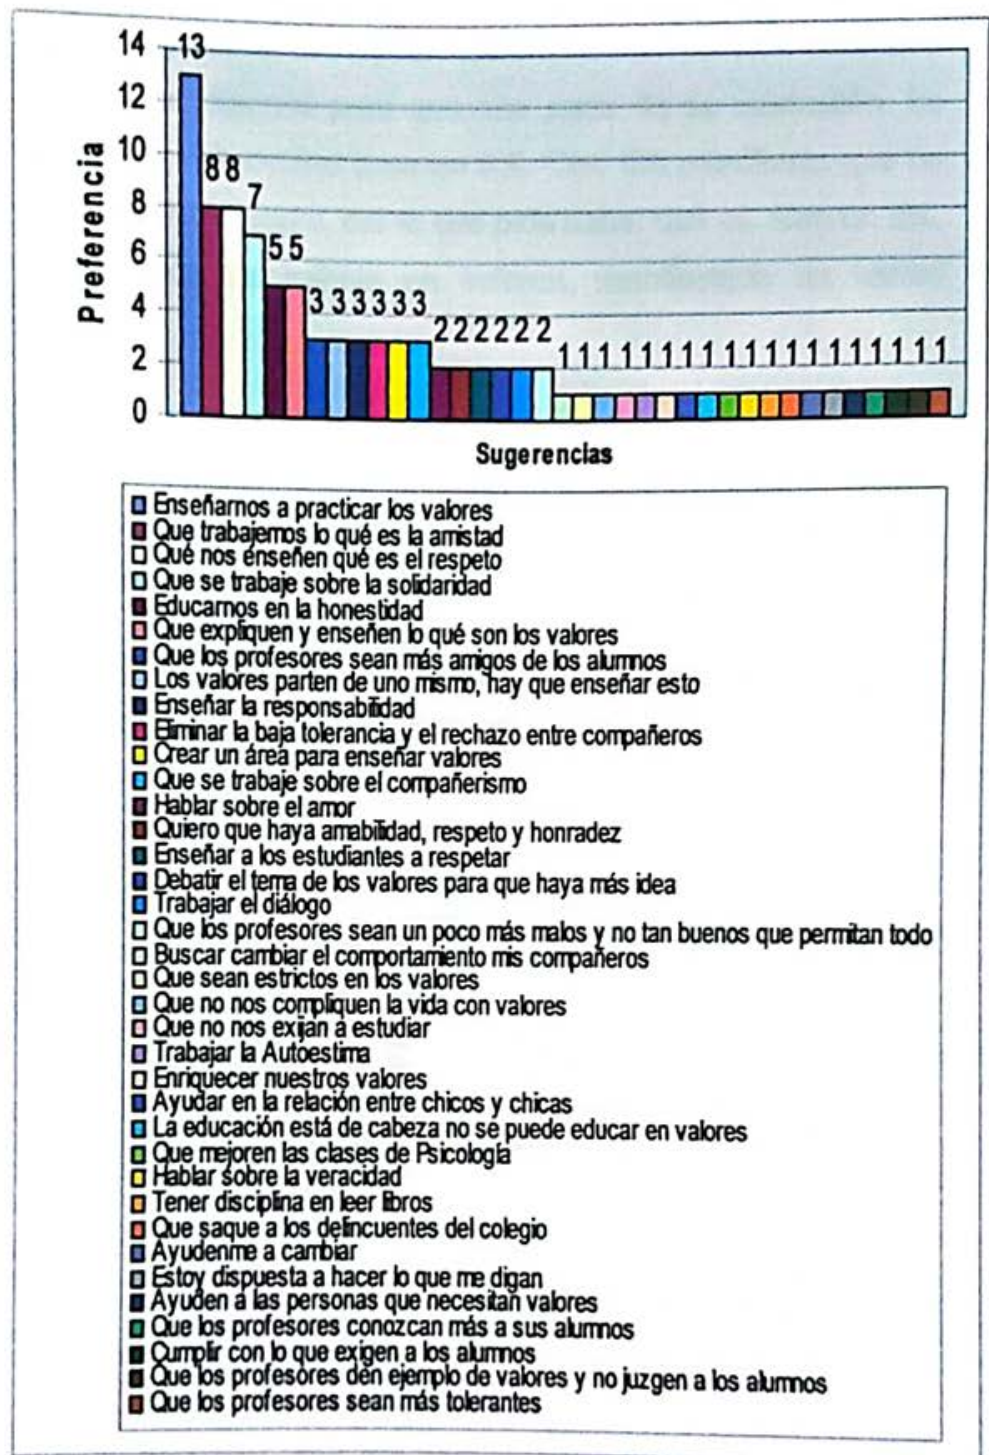 14
12
10
8
6
4
2
0
Preferencia
13
8 8
7
5 5
3 3 3 3 3 3
2 2 2 2 2 2
1 1 1 1 1 1 1 1 1 1 1 1 1 1 1 1 1 1 1
Sugerencias
Enseñarnos a practicar los valores
Que trabajemos lo qué es la amistad
Qué nos enseñen qué es el respeto
Que se trabaje sobre la solidaridad
Educarnos en la honestidad
Que expliquen y enseñen lo qué son los valores
Que los profesores sean más amigos de los alumnos
Los valores parten de uno mismo, hay que enseñar esto
Enseñar la responsabilidad
Eliminar la baja tolerancia y el rechazo entre compañeros
Crear un área para enseñar valores
Que se trabaje sobre el compañerismo
Hablar sobre el amor
Quiero que haya amabilidad, respeto y honradez
Enseñar a los estudiantes a respetar
Debatir el tema de los valores para que haya más idea
Trabajar el diálogo
Que los profesores sean un poco más malos y no tan buenos que permitan todo
Buscar cambiar el comportamiento mis compañeros
Que sean estrictos en los valores
Que no nos compliquen la vida con valores
Que no nos exijan a estudiar
Trabajar la Autoestima
Enriquecer nuestros valores
Ayudar en la relación entre chicos y chicas
La educación está de cabeza no se puede educar en valores
Que mejoren las clases de Psicología
Hablar sobre la veracidad
Tener disciplina en leer libros
Que saque a los delincuentes del colegio
Ayudenme a cambiar
Estoy dispuesta a hacer lo que me digan
Ayuden a las personas que necesitan valores
Que los profesores conozcan más a sus alumnos
Cumplir con lo que exigen a los alumnos
Que los profesores den ejemplo de valores y no juzgen a los alumnos
Que los profesores sean más tolerantes